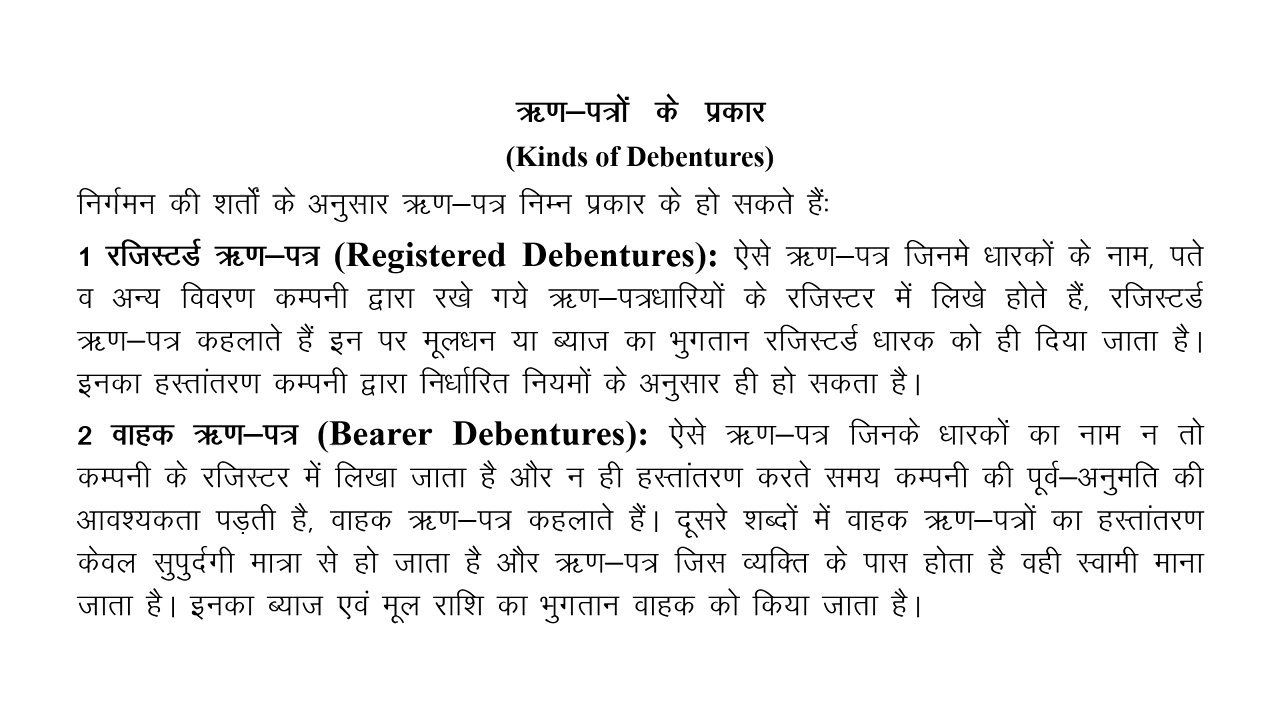 ऋण–पत्रों के प्रकार
(Kinds of Debentures)
निर्गमन की शर्तों के अनुसार ऋण–पत्र निम्न प्रकार के हो सकते हैं:
1 रजिस्टर्ड ऋण–पत्र (Registered Debentures): ऐसे ऋण–पत्र जिनमे धारकों के नाम, पते
व अन्य विवरण कम्पनी द्वारा रखे गये ऋण–पत्रधारियों के रजिस्टर में लिखे होते हैं, रजिस्टर्ड
ऋण–पत्र कहलाते हैं इन पर मूलधन या ब्याज का भुगतान रजिस्टर्ड धारक को ही दिया जाता है।
इनका हस्तांतरण कम्पनी द्वारा निर्धारित नियमों के अनुसार ही हो सकता है।
2 वाहक ऋण–पत्र (Bearer Debentures): ऐसे ऋण–पत्र जिनके धारकों का नाम न तो
कम्पनी के रजिस्टर में लिखा जाता है और न ही हस्तांतरण करते समय कम्पनी की पूर्व–अनुमति की
आवश्यकता पड़ती है, वाहक ऋण–पत्र कहलाते हैं। दूसरे शब्दों में वाहक ऋण–पत्रों का हस्तांतरण
केवल सुपुर्दगी मात्रा से हो जाता है और ऋण–पत्र जिस व्यक्ति के पास होता है वही स्वामी माना
जाता है। इनका ब्याज एवं मूल राशि का भुगतान वाहक को किया जाता है।